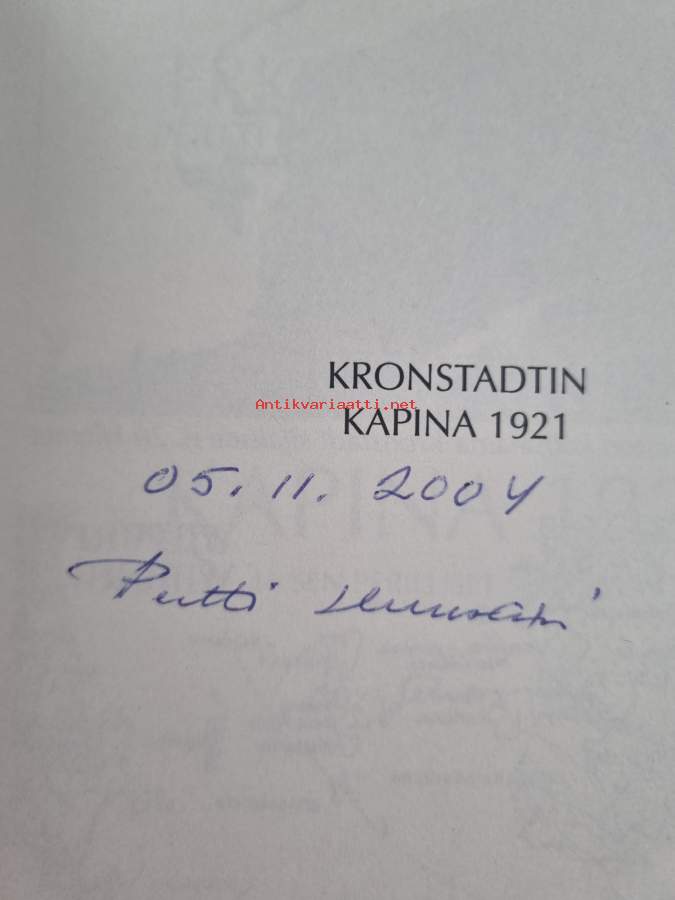 KRONSTADTIN
Antikvariaatti.net
KAPINA 1921
05.11.2004
Pertti